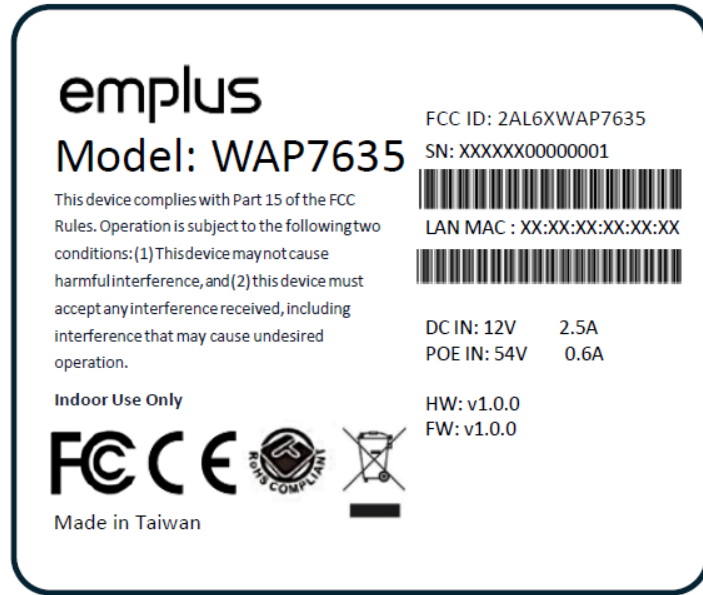 emplus
Model: WAP7635
This device complies with Part 15 of the FCC
Rules. Operation is subject to the following two
conditions: (1) This device may not cause
harmful interference, and (2) this device must
accept any interference received, including
interference that may cause undesired
operation.
Indoor Use Only
FC CE RoHS COMPLIANT
Made in Taiwan
FCC ID: 2AL6XWAP7635
SN: XXXXXX00000001
LAN MAC : XX:XX:XX:XX:XX:XX
DC IN: 12V 2.5A
POE IN: 54V 0.6A
HW: v1.0.0
FW: v1.0.0